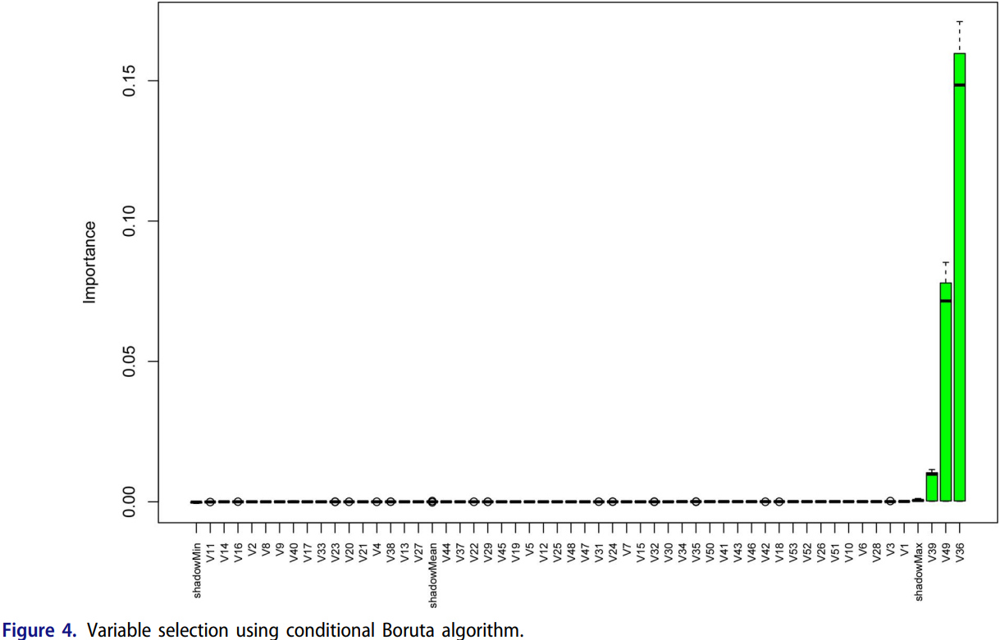 0.15
0.10
0.05
0.00
Importance
shadowMin
V11
V14
V16
V2
V8
V9
V40
V17
V33
V23
V20
V21
V4
V38
V13
V27
shadowMean
V44
V37
V22
V29
V45
V19
V5
V12
V25
V48
V47
V31
V24
V7
V15
V32
V30
V34
V35
V50
V41
V43
V46
V42
V18
V53
V52
V26
V51
V10
V6
V28
V3
V1
shadowMax
V39
V49
V36
Figure 4. Variable selection using conditional Boruta algorithm.